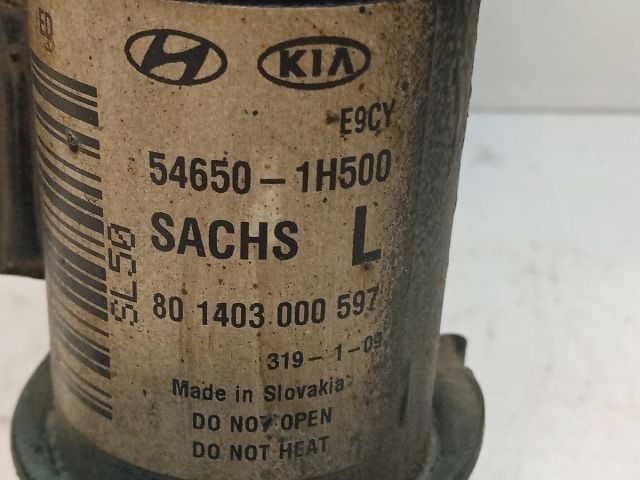 ED
KIA
E9CY
54650-1H500
SACHS L
SL50
80 1403 000 597
319-1-09
Made in Slovakia
DO NOT OPEN
DO NOT HEAT